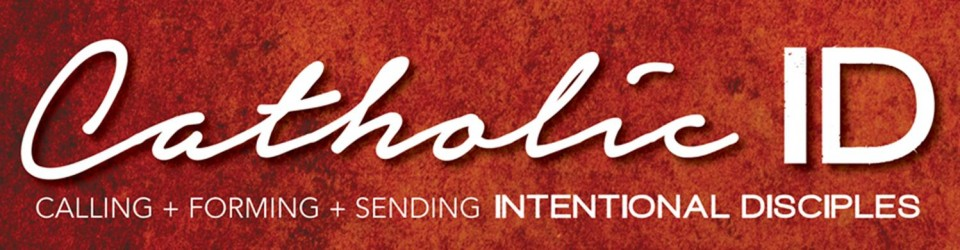 Catholic ID
CALLING + FORMING + SENDING INTENTIONAL DISCIPLES